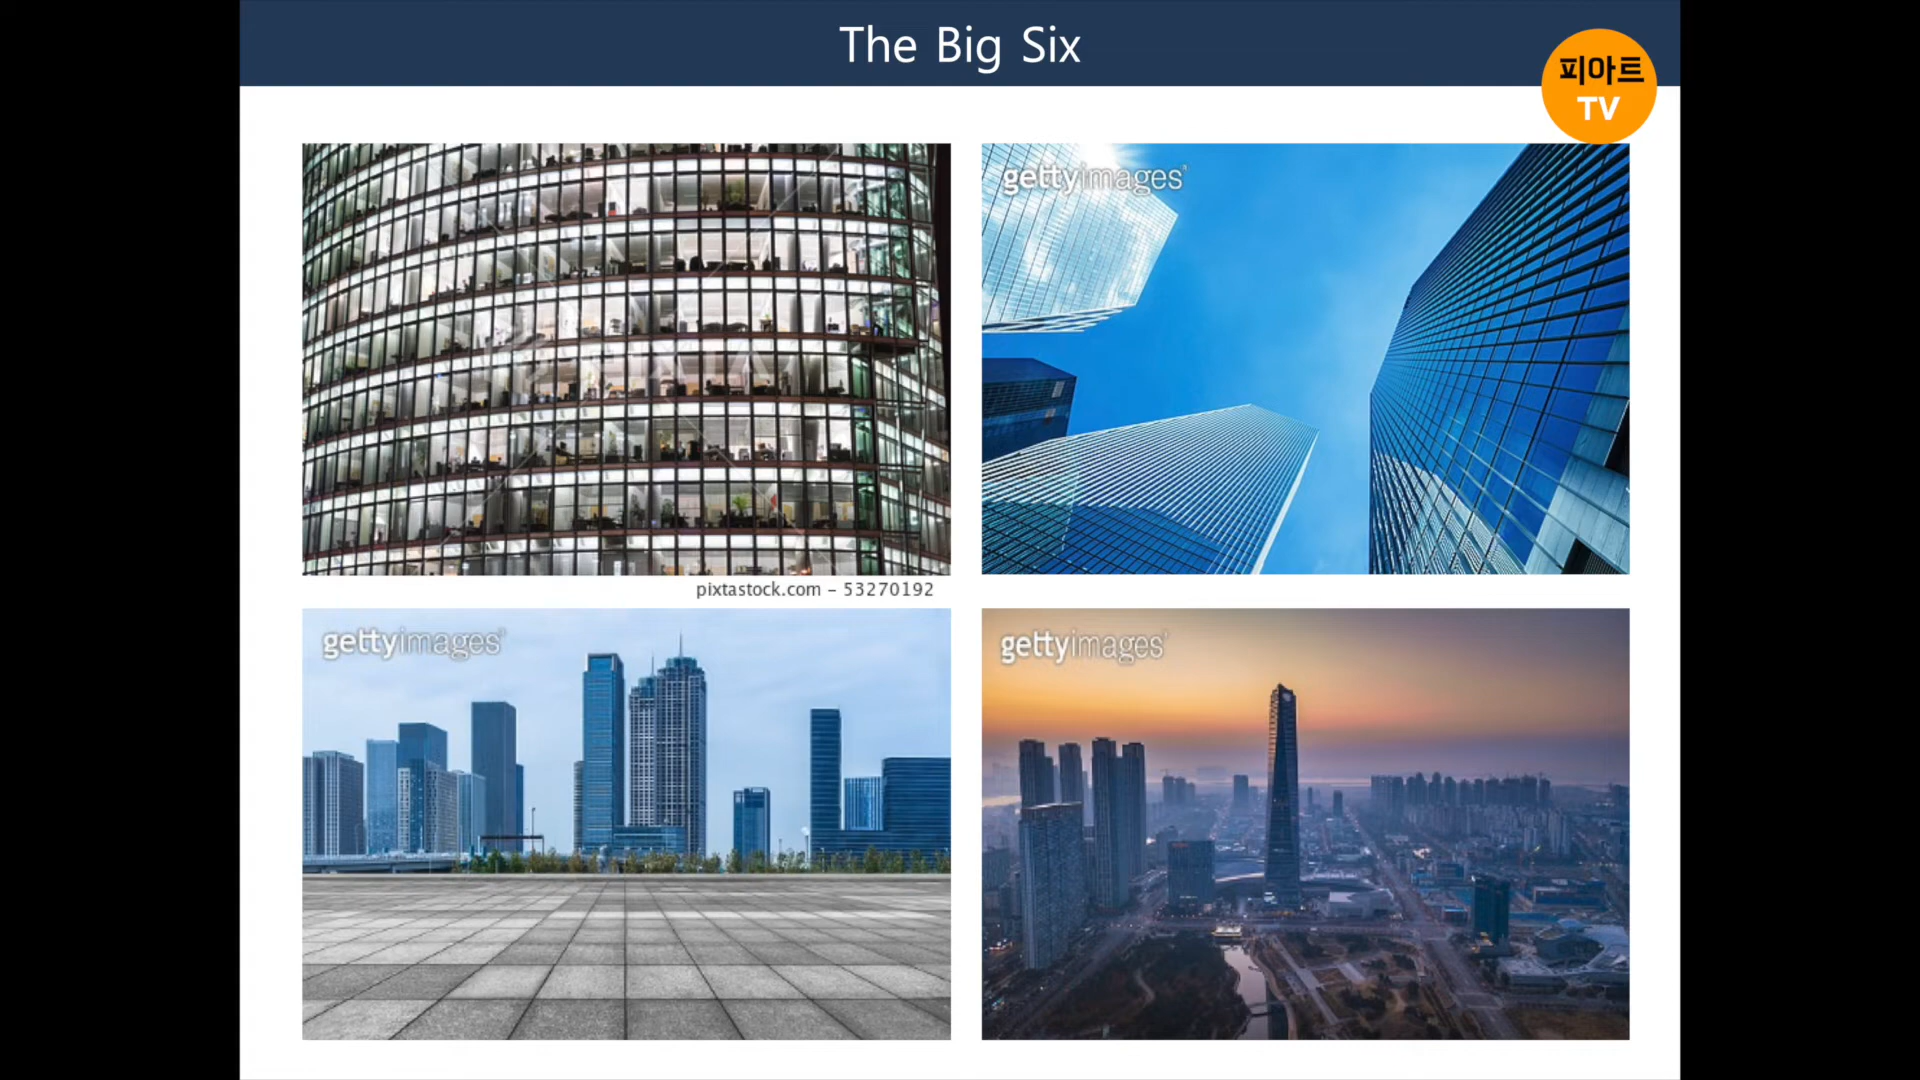 The Big Six
피아트
TV
gettyimages
pixtastock.com - 53270192
gettyimages
gettyimages